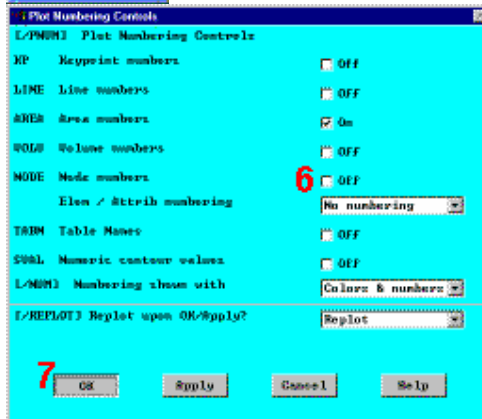 Plot Numbering Controls
[/PNUM] Plot Numbering Controls
KP Keypoint numbers Off
LINE Line numbers Off
AREA Area numbers On
VOLU Volume numbers Off
NODE Node numbers 6 Off
Elem / Attrib numbering No numbering
TABN Table Names Off
SVAL Numeric contour values Off
[/NUM] Numbering shown with Colors & numbers
[/REPLOT] Replot upon OK/Apply? Replot
7 OK Apply Cancel Help